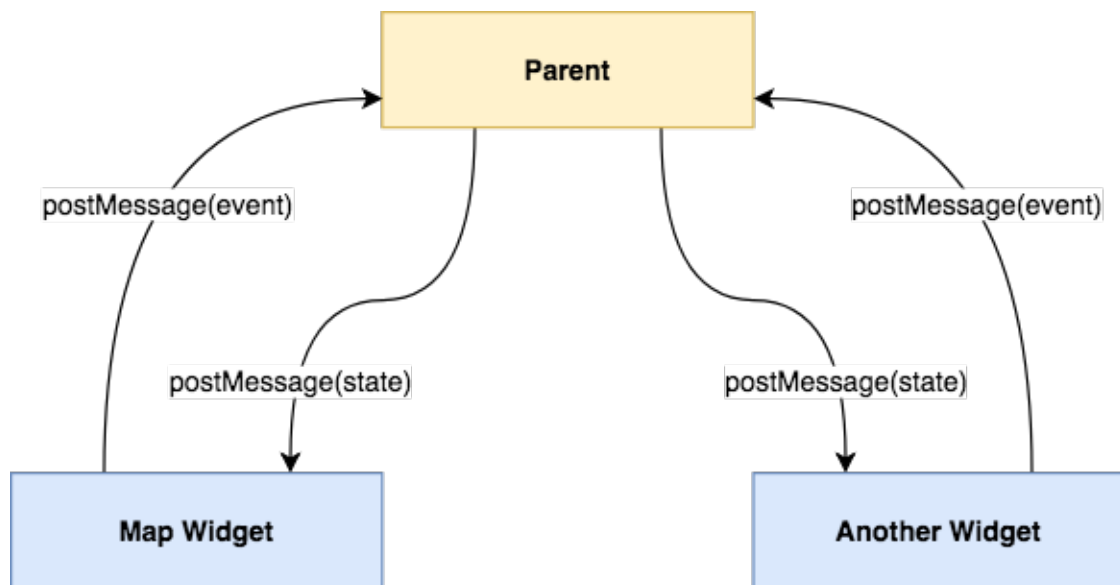 Parent
postMessage(event)
postMessage(event)
postMessage(state)
postMessage(state)
Map Widget
Another Widget